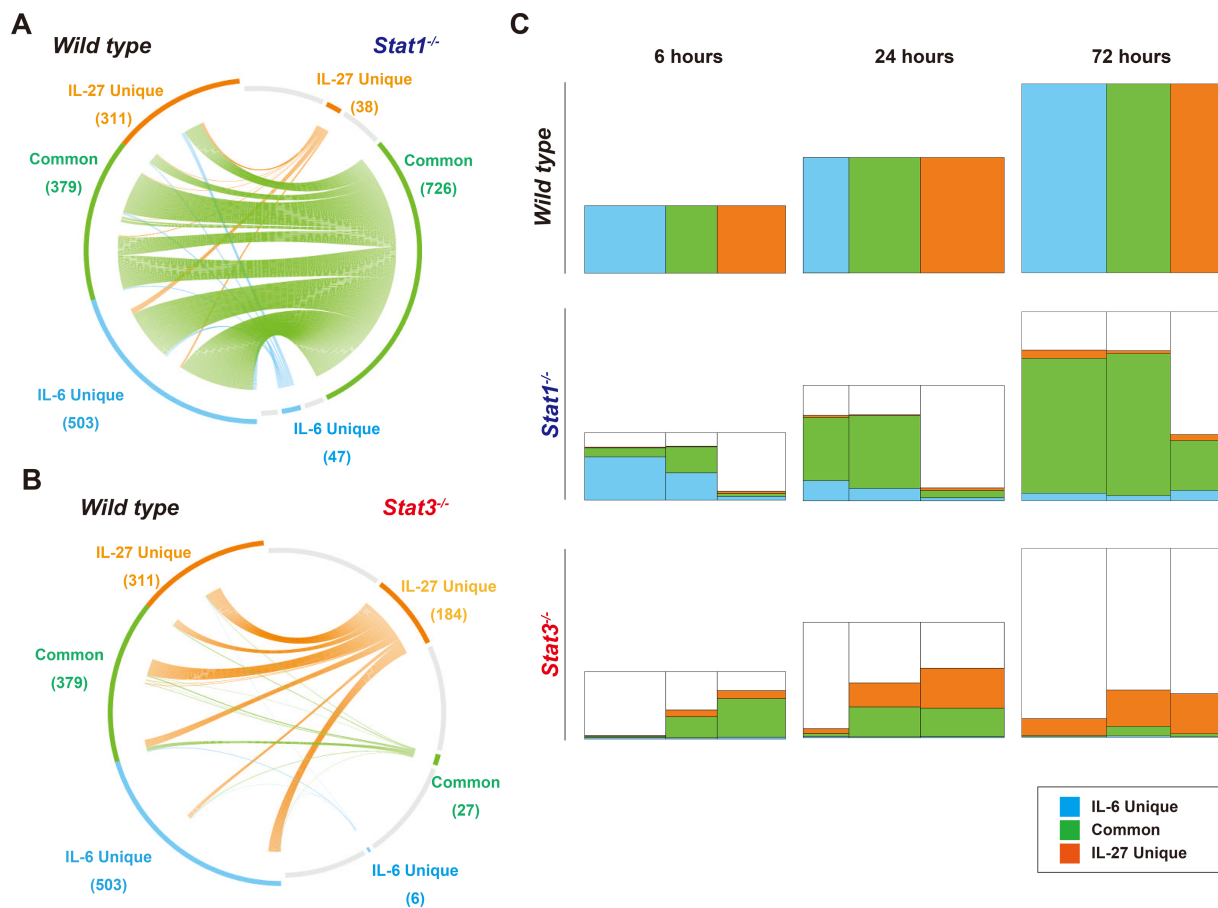 A
Wild type
Stat1-/-
IL-27 Unique
(311)
IL-27 Unique
(38)
Common
(379)
Common
(726)
IL-6 Unique
(503)
IL-6 Unique
(47)
B
Wild type
Stat3-/-
IL-27 Unique
(311)
IL-27 Unique
(184)
Common
(379)
Common
(27)
IL-6 Unique
(503)
IL-6 Unique
(6)
C
6 hours
24 hours
72 hours
Wild type
Stat1-/-
Stat3-/-
IL-6 Unique
Common
IL-27 Unique